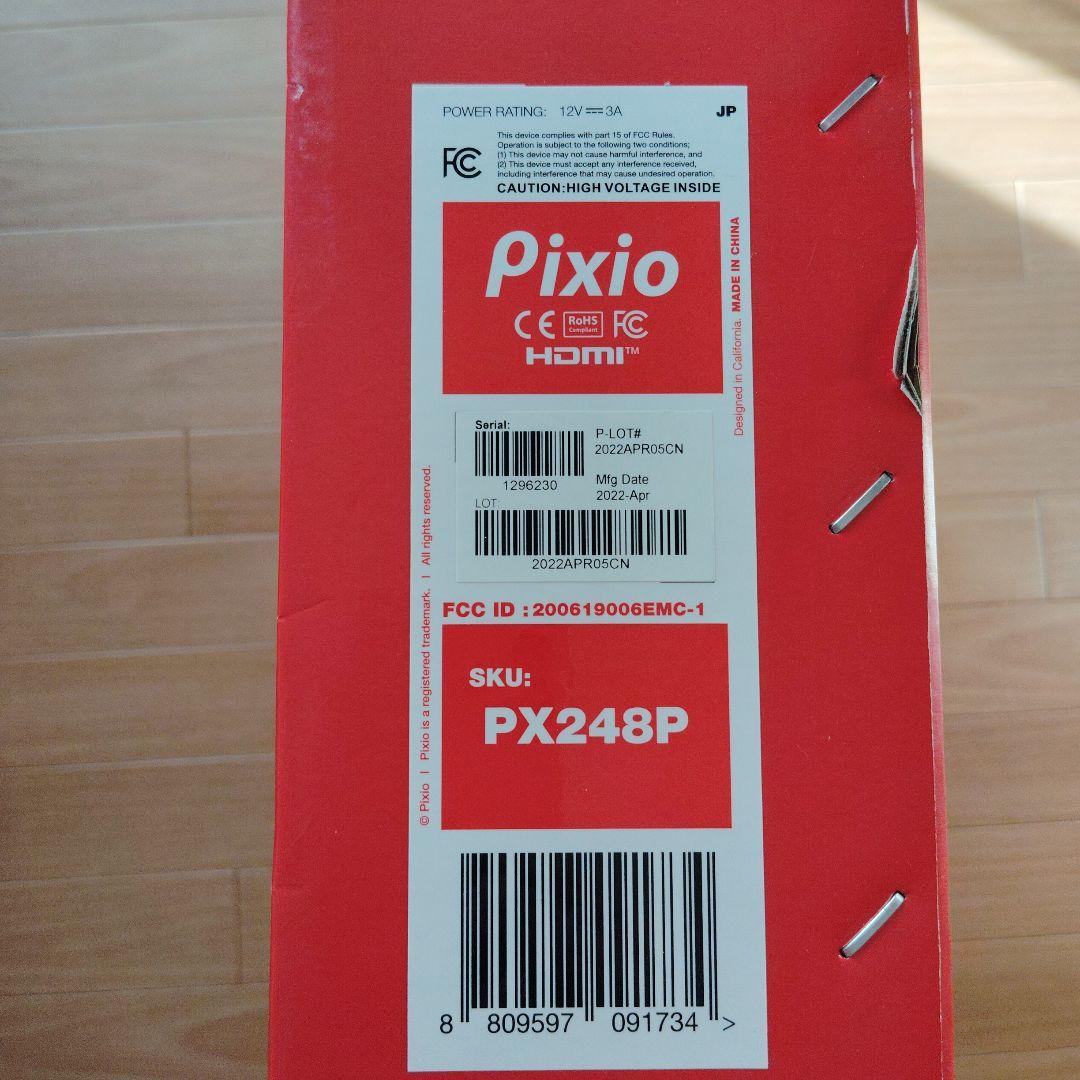 POWER RATING: 12V ⎓ 3A
JP
FC
This device complies with part 15 of FCC Rules.
Operation is subject to the following two conditions;
(1) This device may not cause harmful interference, and
(2) This device must accept any interference received,
including interference that may cause undesired operation.
CAUTION:HIGH VOLTAGE INSIDE
Pixio
CE RoHS Compliant FC
HDMI™
Designed in California. MADE IN CHINA
Serial:
1296230
P-LOT#
2022APR05CN
Mfg Date
2022-Apr
LOT:
2022APR05CN
© Pixio I Pixio is a registered trademark. I All rights reserved.
FCC ID : 200619006EMC-1
SKU:
PX248P
8 809597 091734 >